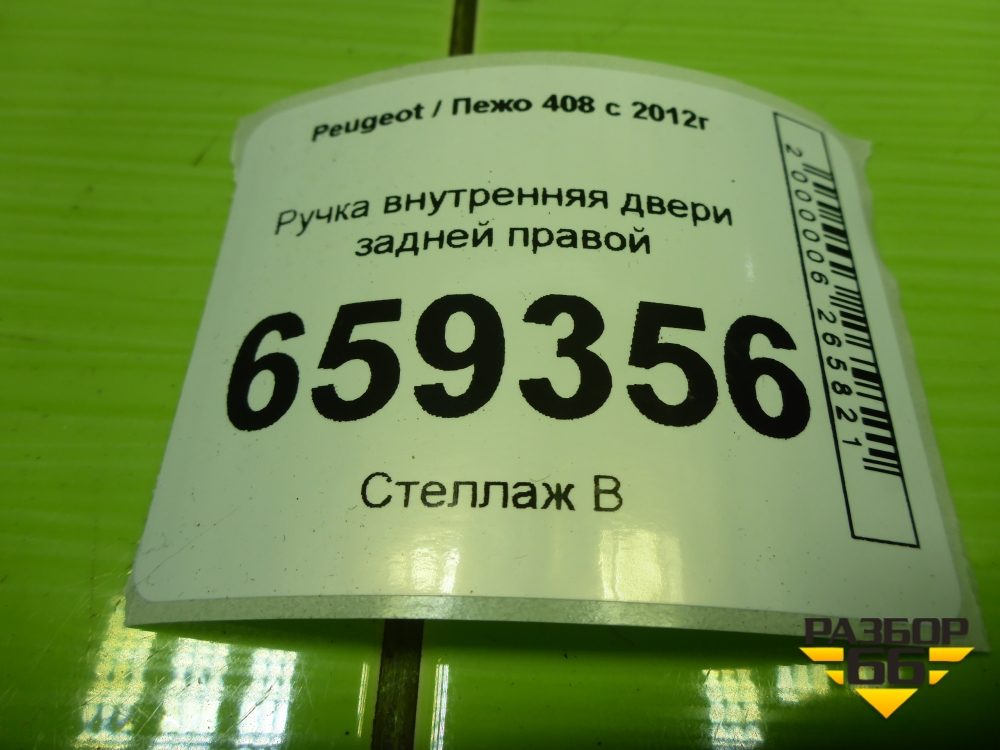 Peugeot / Пежо 408 с 2012г
Ручка внутренняя двери
задней правой
659356
Стеллаж В
2000006265821
РАЗБОР
66